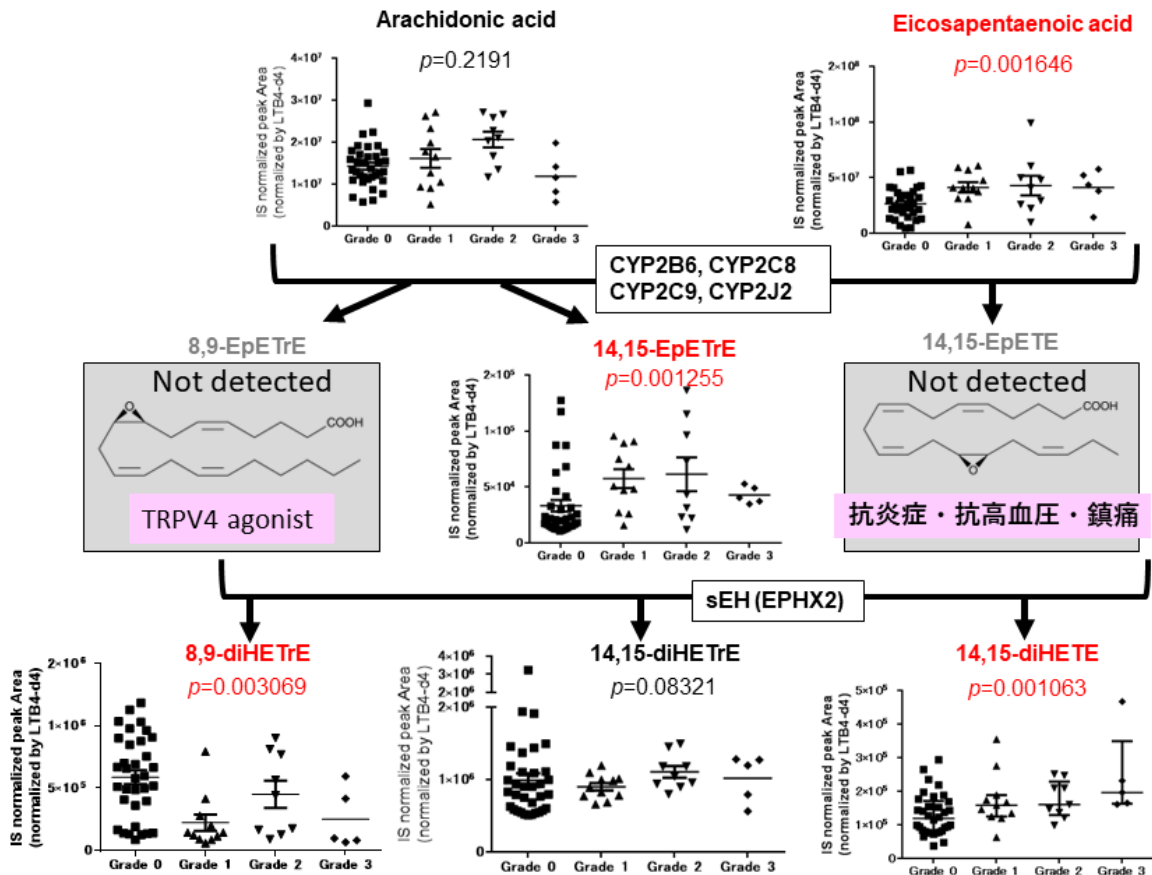 Arachidonic acid
p=0.2191
IS normalized peak Area
(normalized by LTB4-d4)
4×10⁷
3×10⁷
2×10⁷
1×10⁷
0
Grade 0 Grade 1 Grade 2 Grade 3
Eicosapentaenoic acid
p=0.001646
IS normalized peak Area
(normalized by LTB4-d4)
2×10⁸
1×10⁸
5×10⁷
0
Grade 0 Grade 1 Grade 2 Grade 3
CYP2B6, CYP2C8
CYP2C9, CYP2J2
8,9-EpETrE
Not detected
O
COOH
TRPV4 agonist
14,15-EpETrE
p=0.001255
IS normalized peak Area
(normalized by LTB4-d4)
2×10⁵
1×10⁵
5×10⁴
0
Grade 0 Grade 1 Grade 2 Grade 3
14,15-EpETE
Not detected
COOH
O
抗炎症・抗高血圧・鎮痛
sEH (EPHX2)
8,9-diHETrE
p=0.003069
IS normalized peak Area
(normalized by LTB4-d4)
2×10⁶
1×10⁶
5×10⁵
0
Grade 0 Grade 1 Grade 2 Grade 3
14,15-diHETrE
p=0.08321
IS normalized peak Area
(normalized by LTB4-d4)
4×10⁶
3×10⁶
2×10⁶
2×10⁶
1×10⁶
0
Grade 0 Grade 1 Grade 2 Grade 3
14,15-diHETE
p=0.001063
IS normalized peak Area
(normalized by LTB4-d4)
5×10⁵
4×10⁵
3×10⁵
2×10⁵
1×10⁵
0
Grade 0 Grade 1 Grade 2 Grade 3